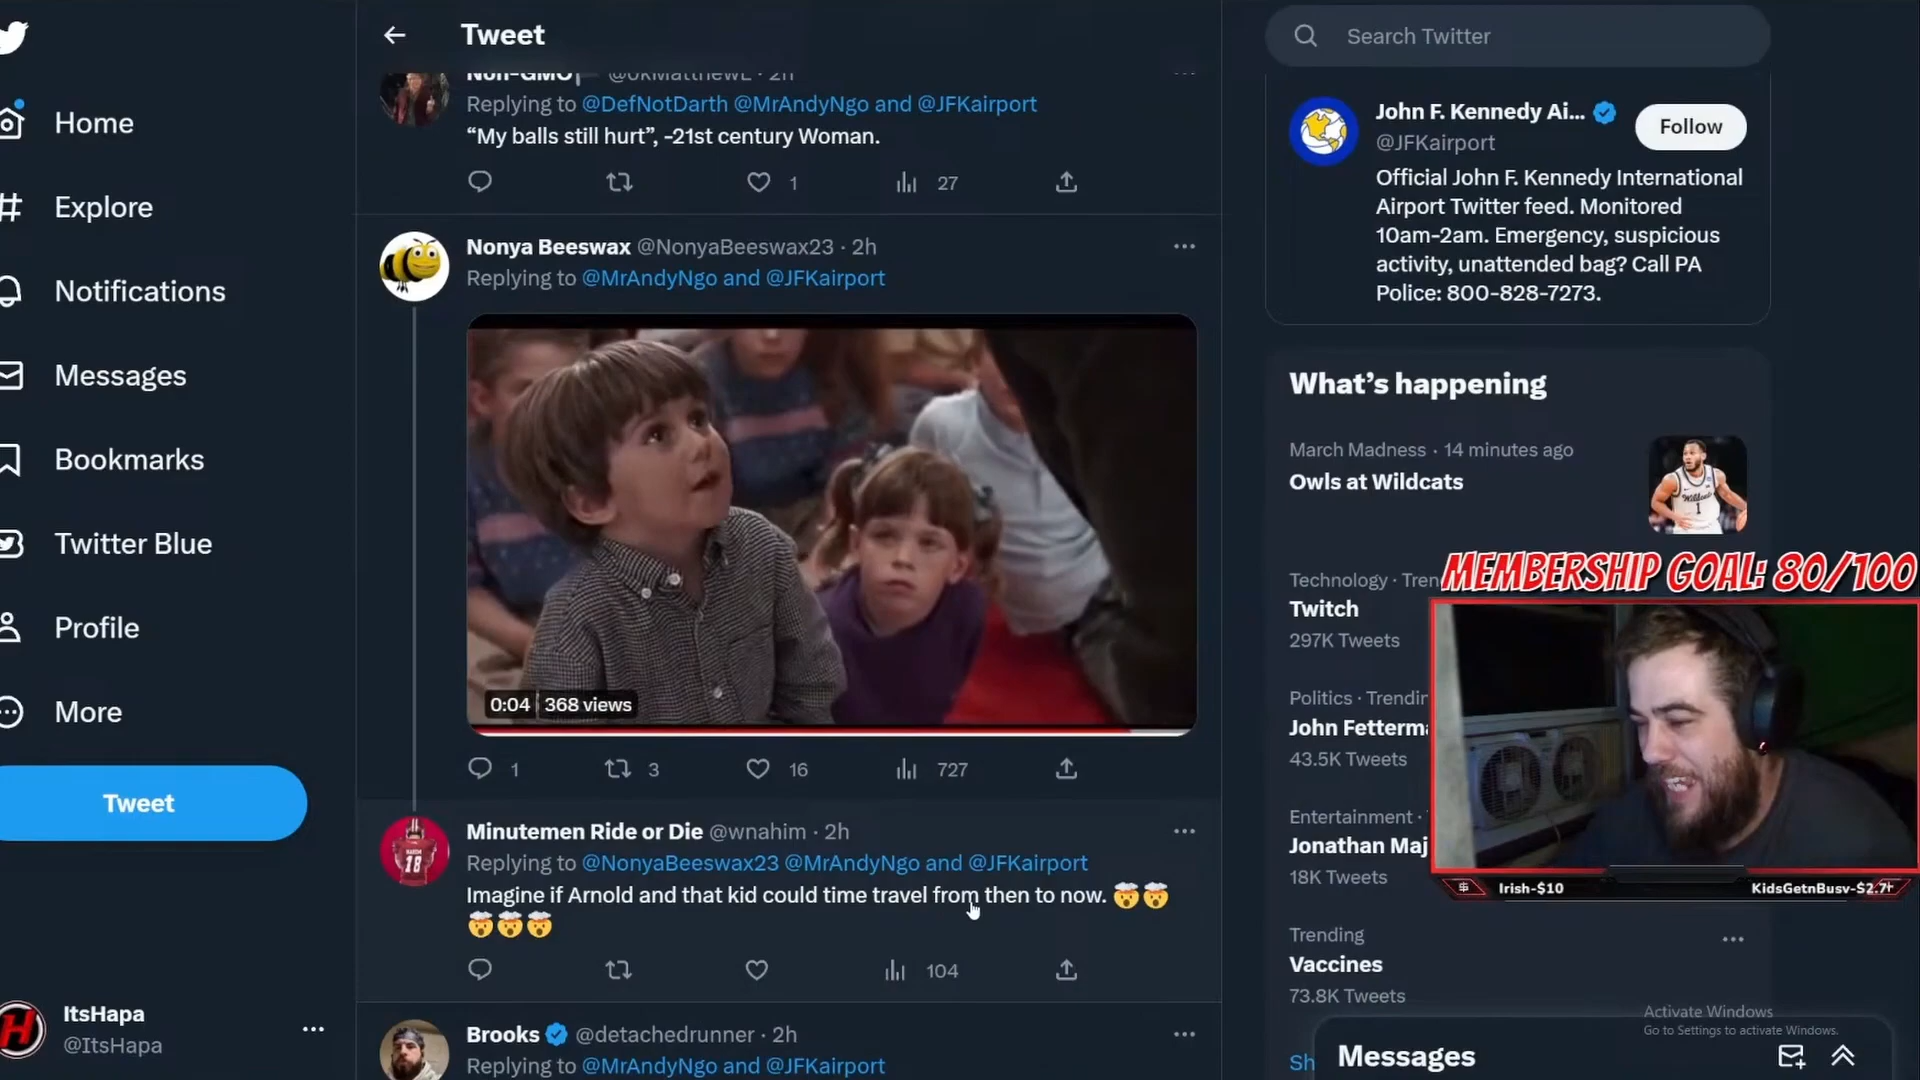 Tweet
Search Twitter
Home
Explore
Notifications
Messages
Bookmarks
Twitter Blue
Profile
More
Tweet
ItsHapa
@ItsHapa
Non-GMO @okMatthewL · 2h
Replying to @DefNotDarth @MrAndyNgo and @JFKairport
“My balls still hurt”, -21st century Woman.
1
27
Nonya Beeswax @NonyaBeeswax23 · 2h
Replying to @MrAndyNgo and @JFKairport
0:04 368 views
1
3
16
727
Minutemen Ride or Die @wnahim · 2h
Replying to @NonyaBeeswax23 @MrAndyNgo and @JFKairport
Imagine if Arnold and that kid could time travel from then to now. 🤯🤯
🤯🤯🤯
104
Brooks @detachedrunner · 2h
Replying to @MrAndyNgo and @JFKairport
John F. Kennedy Ai...
@JFKairport
Follow
Official John F. Kennedy International
Airport Twitter feed. Monitored
10am-2am. Emergency, suspicious
activity, unattended bag? Call PA
Police: 800-828-7273.
What’s happening
March Madness · 14 minutes ago
Owls at Wildcats
Technology · Tren
Twitch
297K Tweets
Politics · Trendin
John Fetterma
43.5K Tweets
Entertainment ·
Jonathan Maj
18K Tweets
Trending
Vaccines
73.8K Tweets
Sh
MEMBERSHIP GOAL: 80/100
Irish-$10
KidsGetnBusy-$2.7
Activate Windows
Go to Settings to activate Windows.
Messages